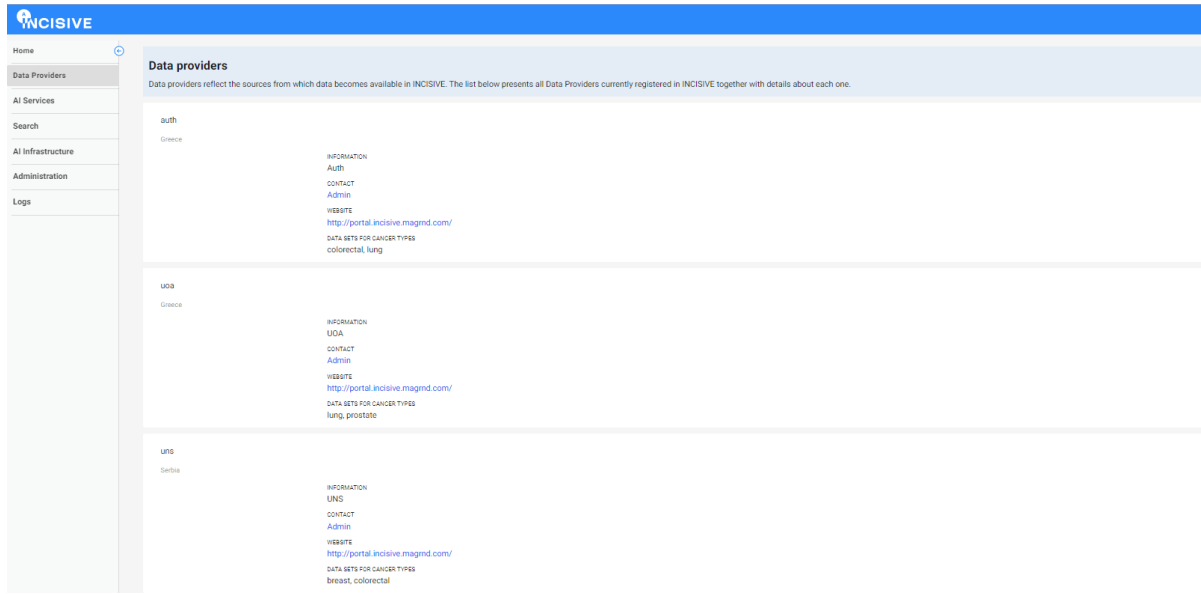 INCISIVE
Home
Data Providers
AI Services
Search
AI Infrastructure
Administration
Logs
Data providers
Data providers reflect the sources from which data becomes available in INCISIVE. The list below presents all Data Providers currently registered in INCISIVE together with details about each one.
auth
Greece
INFORMATION
Auth
CONTACT
Admin
WEBSITE
http://portal.incisive.magrnd.com/
DATA SETS FOR CANCER TYPES
colorectal, lung
uoa
Greece
INFORMATION
UOA
CONTACT
Admin
WEBSITE
http://portal.incisive.magrnd.com/
DATA SETS FOR CANCER TYPES
lung, prostate
uns
Serbia
INFORMATION
UNS
CONTACT
Admin
WEBSITE
http://portal.incisive.magrnd.com/
DATA SETS FOR CANCER TYPES
breast, colorectal